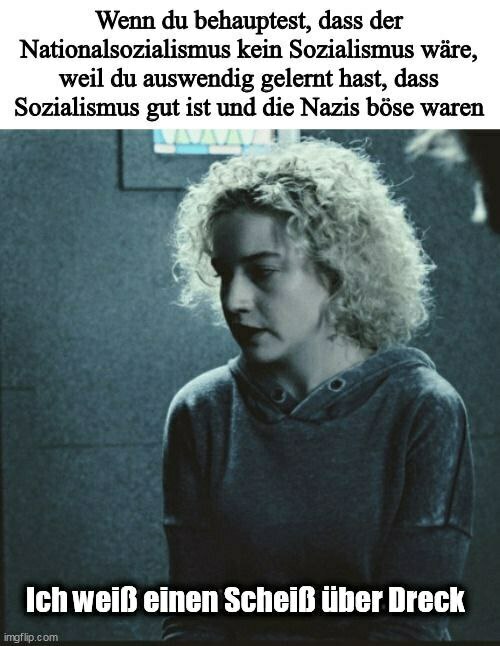 Wenn du behauptest, dass der
Nationalsozialismus kein Sozialismus wäre,
weil du auswendig gelernt hast, dass
Sozialismus gut ist und die Nazis böse waren
Ich weiß einen Scheiß über Dreck
imgflip.com